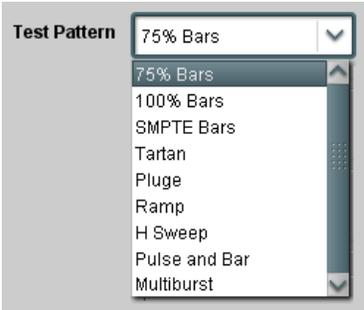 Test Pattern 75% Bars
75% Bars
100% Bars
SMPTE Bars
Tartan
Pluge
Ramp
H Sweep
Pulse and Bar
Multiburst